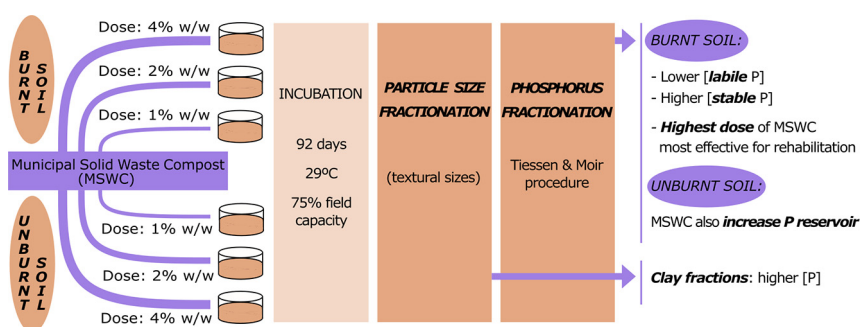 BURNT
SOIL
Dose: 4% w/w
Dose: 2% w/w
Dose: 1% w/w
Municipal Solid Waste Compost
(MSWC)
UNBURNT
SOIL
Dose: 1% w/w
Dose: 2% w/w
Dose: 4% w/w
INCUBATION
92 days
29ºC
75% field
capacity
PARTICLE SIZE
FRACTIONATION
(textural sizes)
PHOSPHORUS
FRACTIONATION
Tiessen & Moir
procedure
BURNT SOIL:
- Lower [labile P]
- Higher [stable P]
- Highest dose of MSWC
most effective for rehabilitation
UNBURNT SOIL:
MSWC also increase P reservoir
Clay fractions: higher [P]